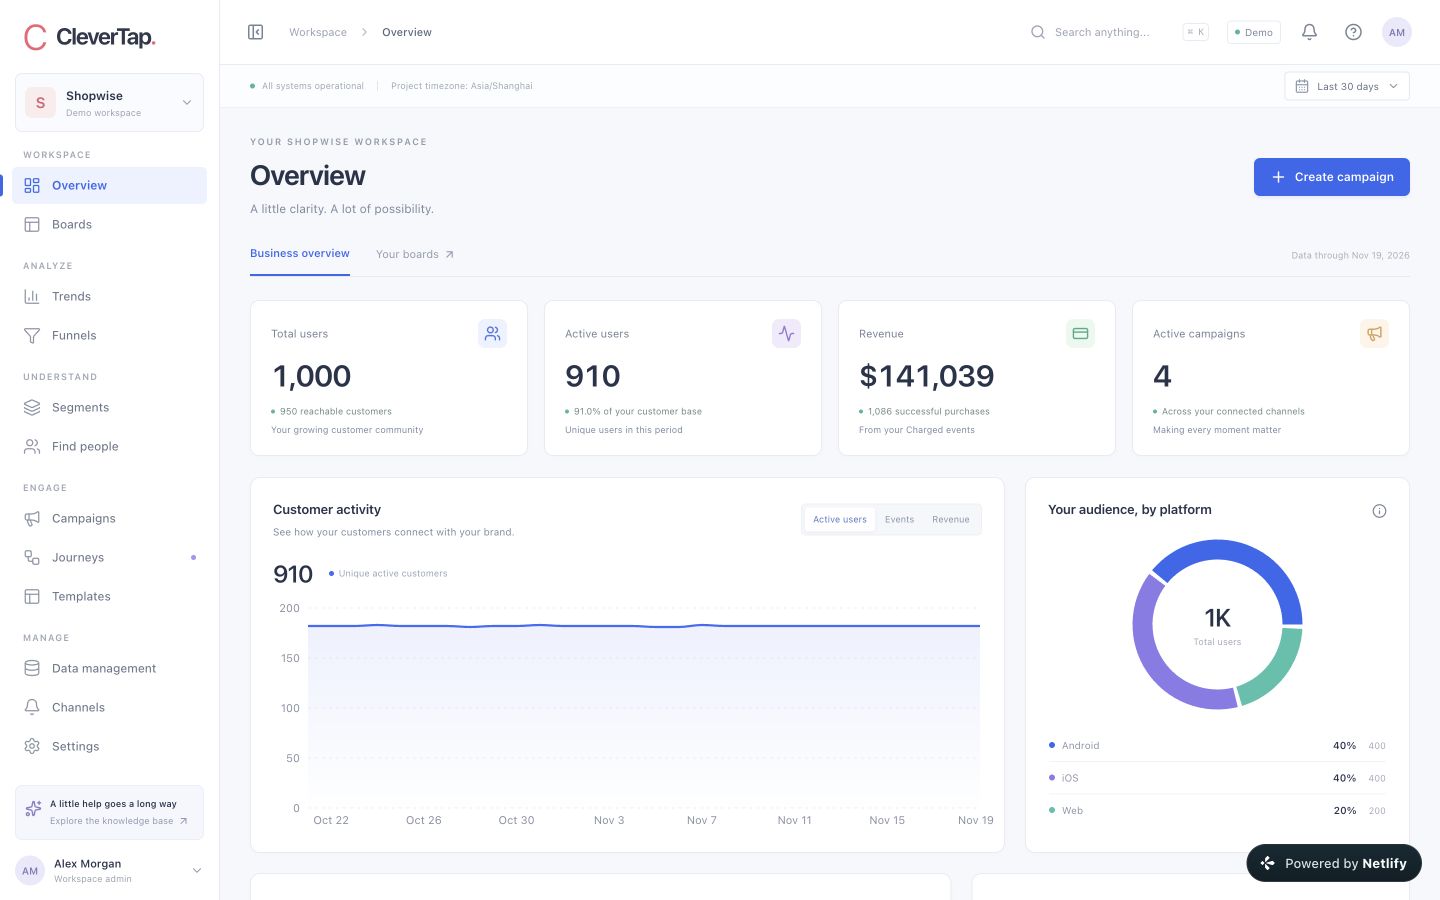 CleverTap.
S
Shopwise
Demo workspace
WORKSPACE
Overview
Boards
ANALYZE
Trends
Funnels
UNDERSTAND
Segments
Find people
ENGAGE
Campaigns
Journeys
Templates
MANAGE
Data management
Channels
Settings
A little help goes a long way
Explore the knowledge base
AM
Alex Morgan
Workspace admin
Workspace
Overview
Search anything...
⌘ K
Demo
AM
All systems operational
Project timezone: Asia/Shanghai
Last 30 days
YOUR SHOPWISE WORKSPACE
Overview
A little clarity. A lot of possibility.
Create campaign
Business overview
Your boards
Data through Nov 19, 2026
Total users
1,000
950 reachable customers
Your growing customer community
Active users
910
91.0% of your customer base
Unique users in this period
Revenue
$141,039
1,086 successful purchases
From your Charged events
Active campaigns
4
Across your connected channels
Making every moment matter
Customer activity
See how your customers connect with your brand.
Active users
Events
Revenue
910
Unique active customers
200
150
100
50
0
Oct 22
Oct 26
Oct 30
Nov 3
Nov 7
Nov 11
Nov 15
Nov 19
Your audience, by platform
1K
Total users
Android 40% 400
iOS 40% 400
Web 20% 200
Powered by Netlify